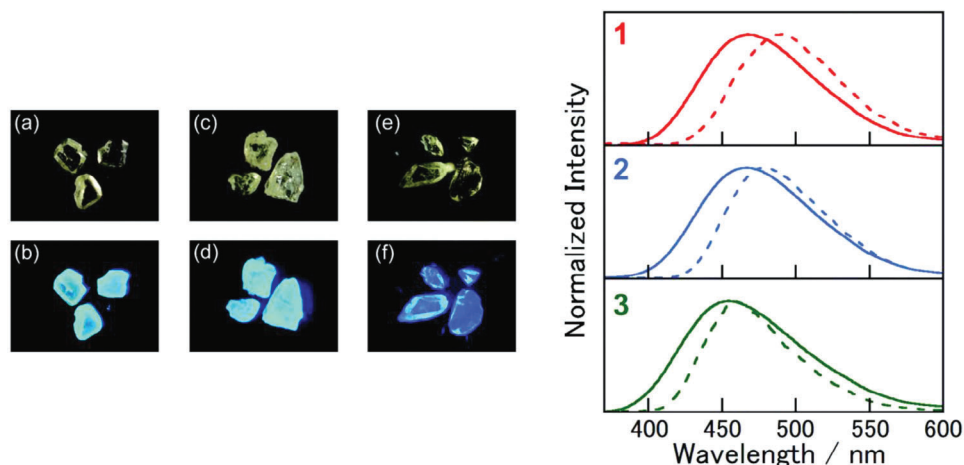 (a)
(c)
(e)
(b)
(d)
(f)
1
2
3
Normalized Intensity
400
450
500
550
600
Wavelength / nm